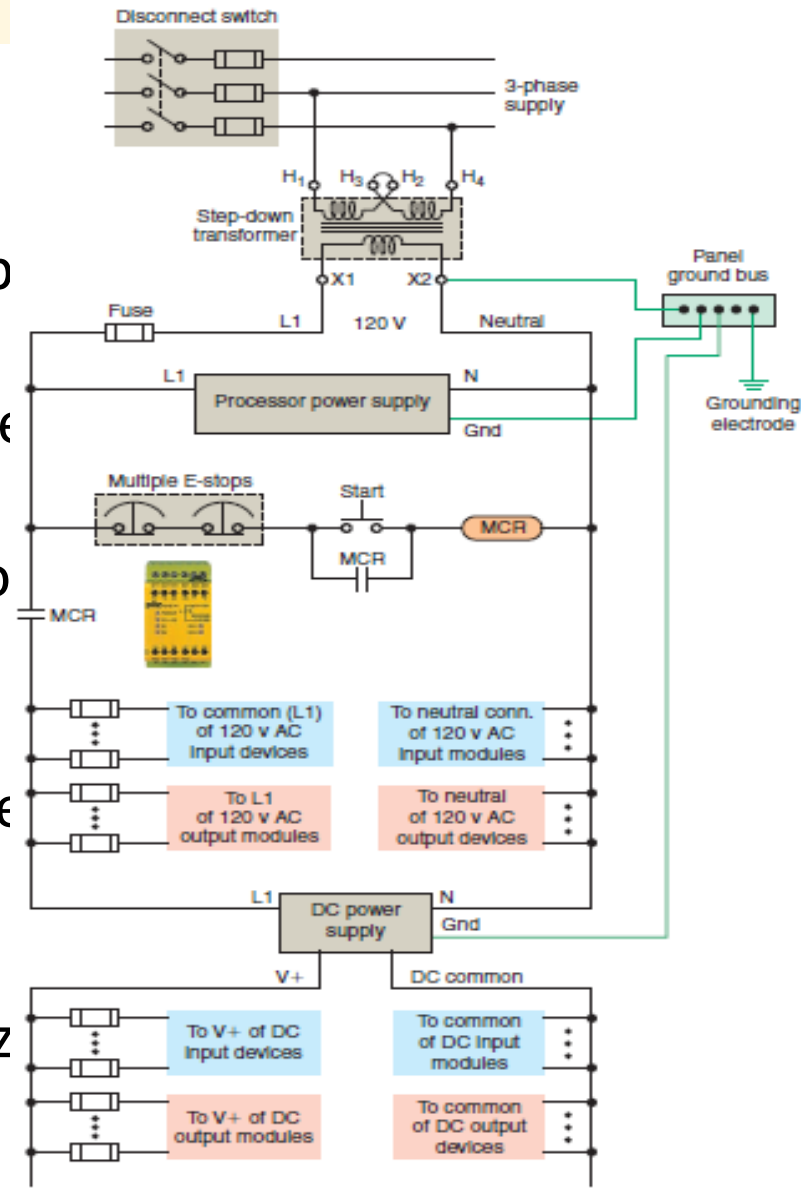 Disconnect switch
3-phase
supply
H1 H3 H2 H4
Step-down
transformer
X1 X2
Panel
ground bus
Fuse
L1 120 V Neutral
L1 N
Processor power supply
Gnd
Grounding
electrode
Multiple E-stops
Start
MCR
MCR
MCR
To common (L1)
of 120 v AC
input devices
To neutral conn.
of 120 v AC
input modules
To L1
of 120 v AC
output modules
To neutral
of 120 v AC
output devices
L1 N
DC power
supply
Gnd
V+ DC common
To V+ of DC
input devices
To common
of DC input
modules
To V+ of DC
output modules
To common
of DC output
devices